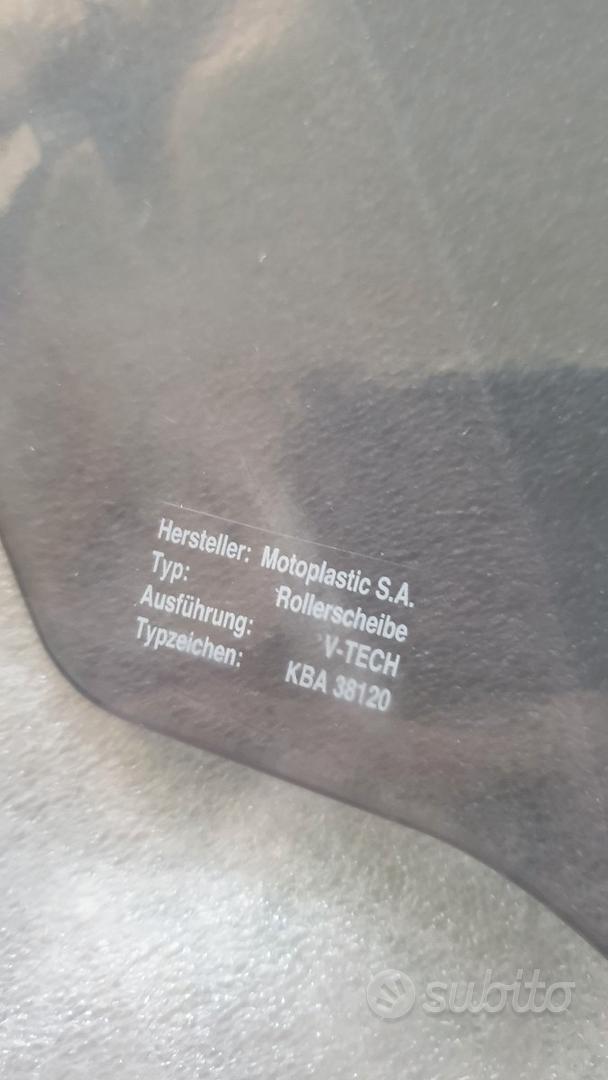 Hersteller: Motoplastic S.A.
Typ: Rollerscheibe
Ausführung: V-TECH
Typzeichen: KBA 38120
subito